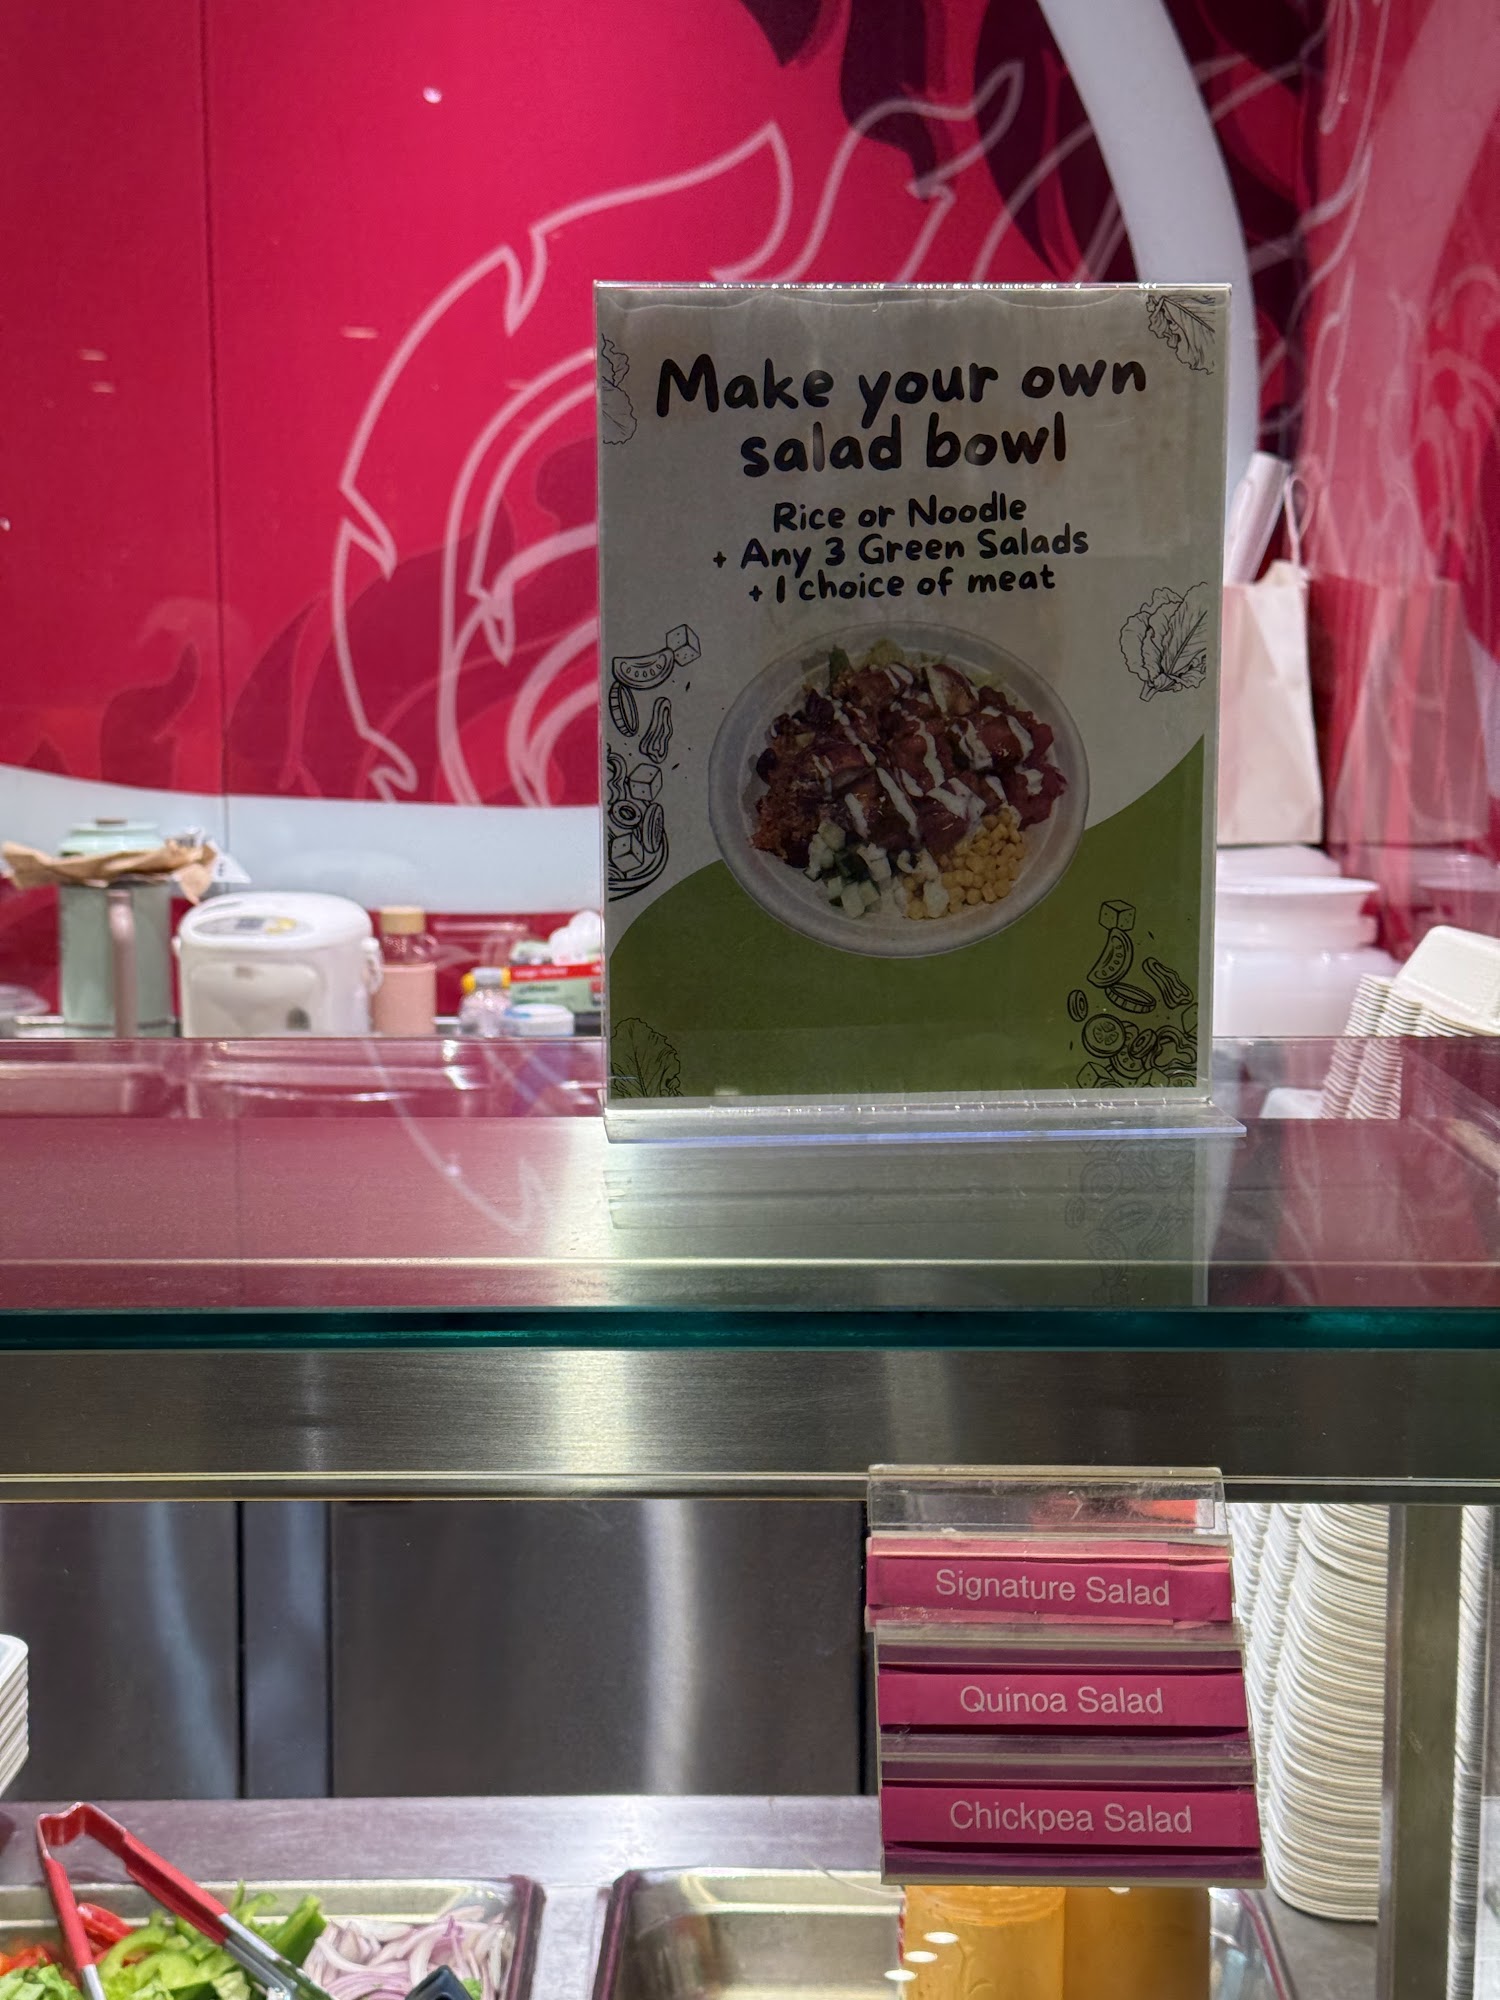 Make your own
salad bowl
Rice or Noodle
+ Any 3 Green Salads
+ 1 choice of meat
Signature Salad
Quinoa Salad
Chickpea Salad